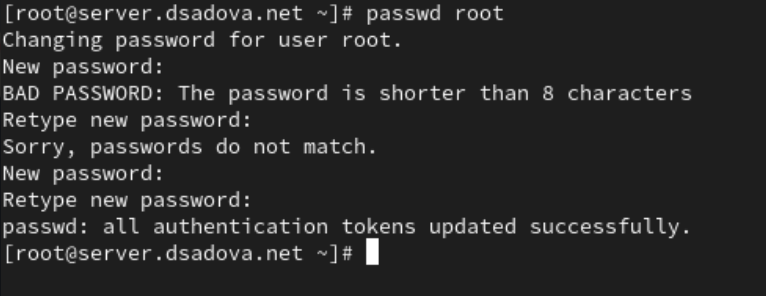 [root@server.dsadova.net ~]# passwd root
Changing password for user root.
New password:
BAD PASSWORD: The password is shorter than 8 characters
Retype new password:
Sorry, passwords do not match.
New password:
Retype new password:
passwd: all authentication tokens updated successfully.
[root@server.dsadova.net ~]#